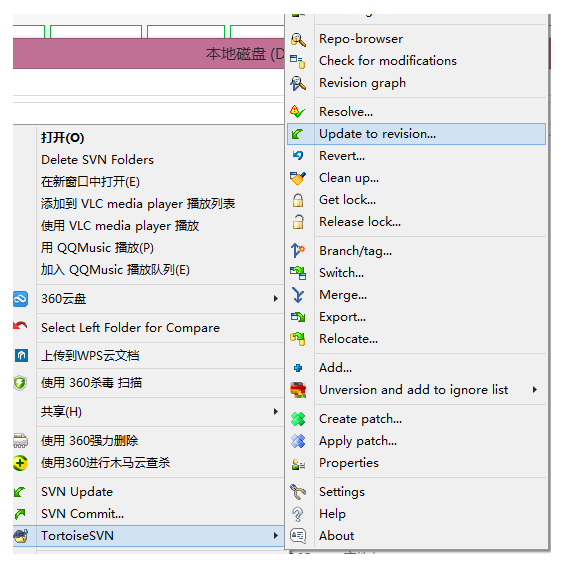 本地磁盘 (D
打开(O)
Delete SVN Folders
在新窗口中打开(E)
添加到 VLC media player 播放列表
使用 VLC media player 播放
用 QQMusic 播放(P)
加入 QQMusic 播放队列(E)
360云盘
Select Left Folder for Compare
上传到WPS云文档
使用 360杀毒 扫描
共享(H)
使用 360强力删除
使用360进行木马云查杀
SVN Update
SVN Commit...
TortoiseSVN
Repo-browser
Check for modifications
Revision graph
Resolve...
Update to revision...
Revert...
Clean up...
Get lock...
Release lock...
Branch/tag...
Switch...
Merge...
Export...
Relocate...
Add...
Unversion and add to ignore list
Create patch...
Apply patch...
Properties
Settings
Help
About